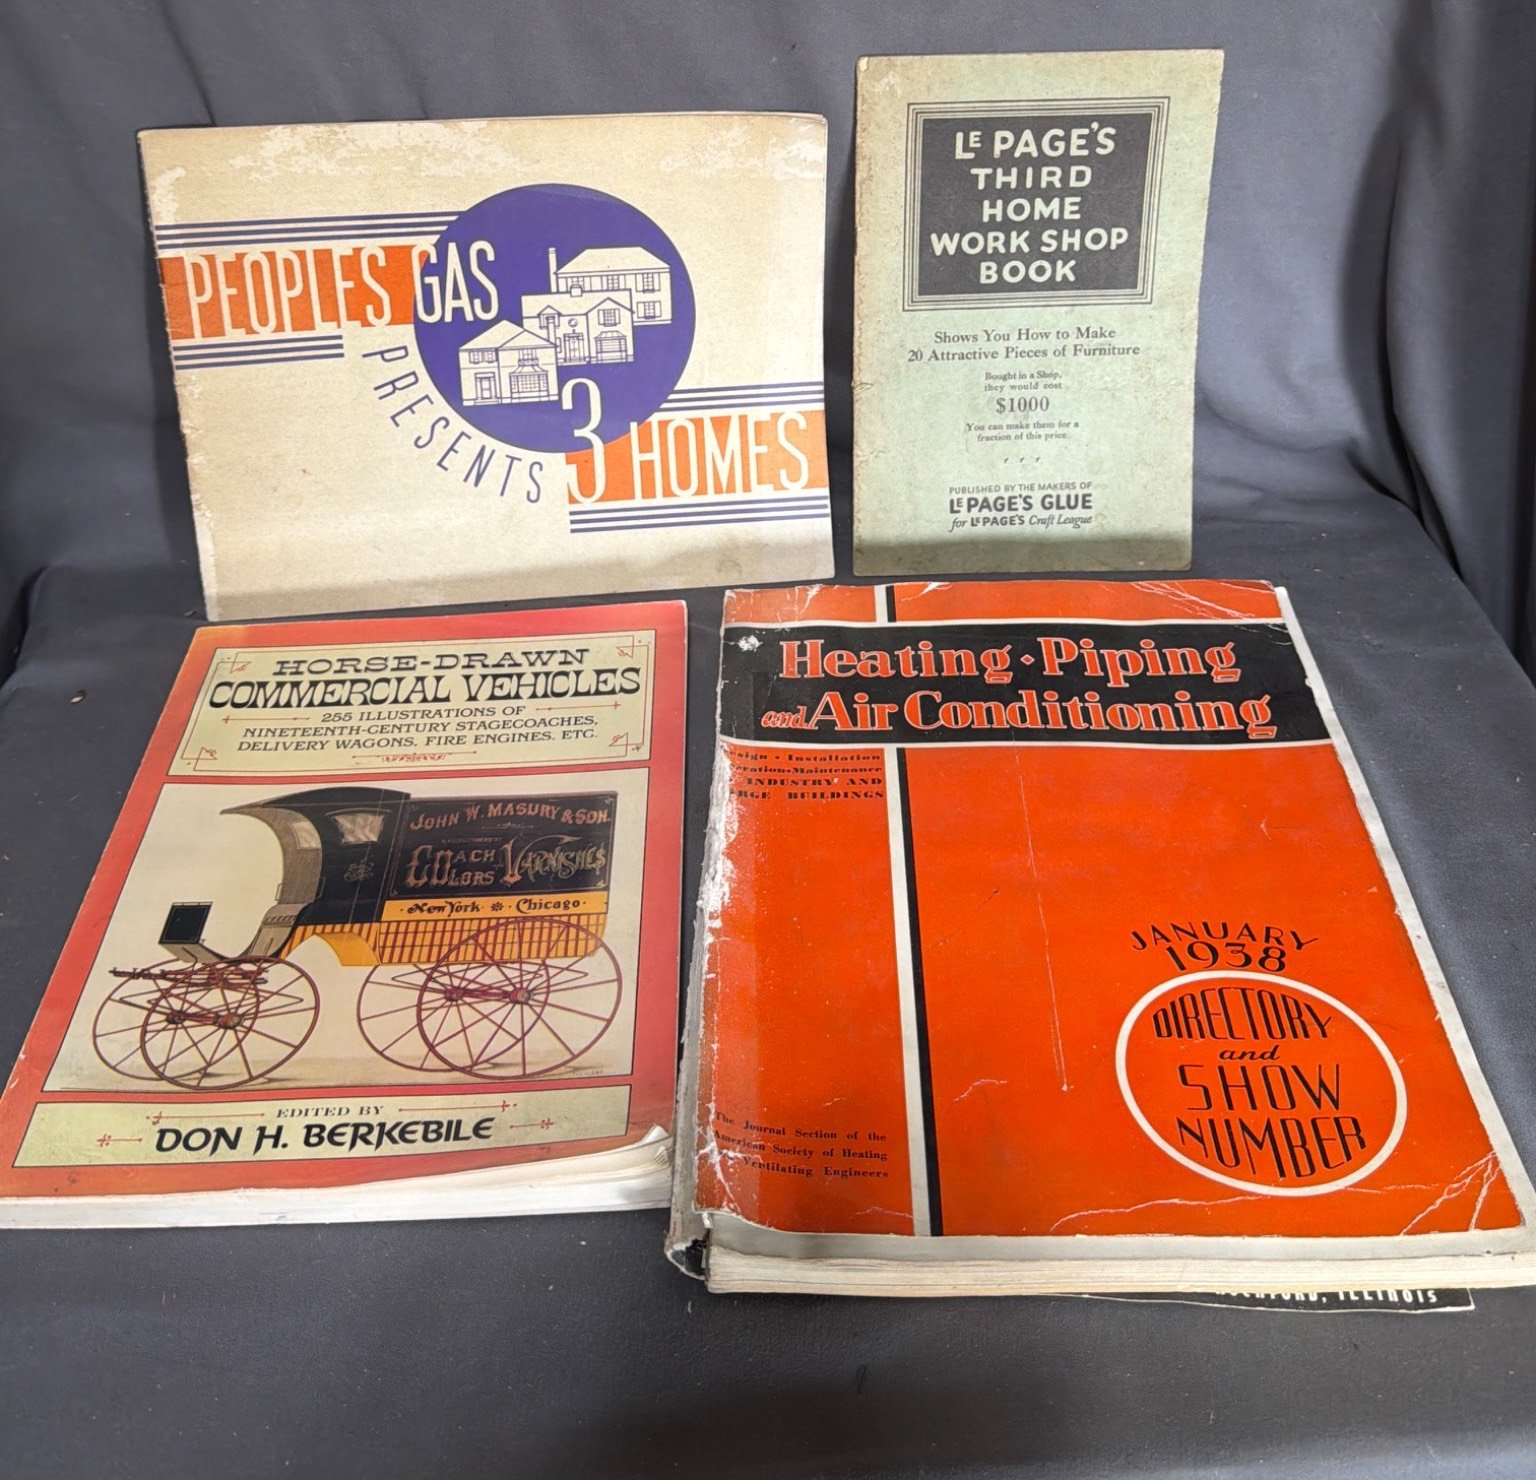 PEOPLES GAS
PRESENTS
3 HOMES
LE PAGE'S
THIRD
HOME
WORK SHOP
BOOK
Shows You How to Make
20 Attractive Pieces of Furniture
Bought in a Shop,
they would cost
$1000
You can make them for a
fraction of this price
PUBLISHED BY THE MAKERS OF
LE PAGE'S GLUE
for LE PAGE'S Craft League
HORSE-DRAWN
COMMERCIAL VEHICLES
255 ILLUSTRATIONS OF
NINETEENTH-CENTURY STAGECOACHES,
DELIVERY WAGONS, FIRE ENGINES, ETC.
JOHN W. MASURY & SON.
COACH VARNISHES
COLORS
New York Chicago
EDITED BY
DON H. BERKEBILE
Heating · Piping
and Air Conditioning
Installation
Maintenance
INDUSTRY AND
BUILDINGS
JANUARY
1938
DIRECTORY
and
SHOW
NUMBER
The Journal Section of the
American Society of Heating
Ventilating Engineers
ILLINOIS